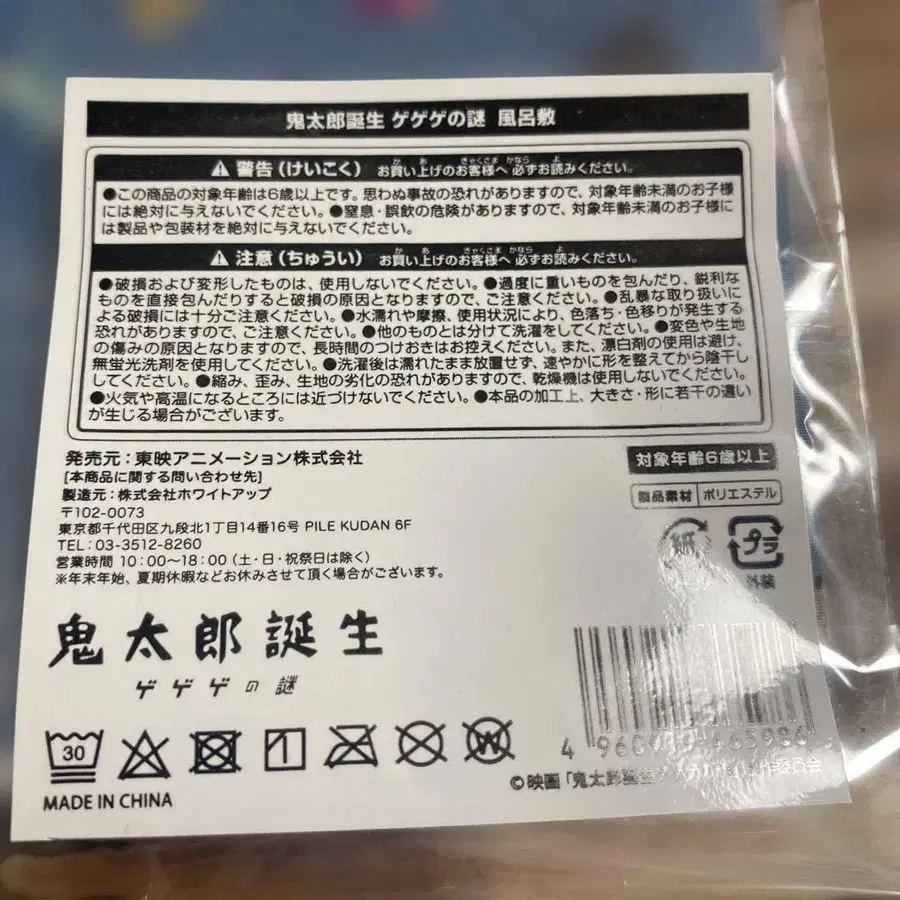 鬼太郎誕生 ゲゲゲの謎 風呂敷
⚠ 警告(けいこく) お買い上げのお客様へ 必ずお読みください。
●この商品の対象年齢は6歳以上です。思わぬ事故の恐れがありますので、対象年齢未満のお子様
には絶対に与えないでください。●窒息・誤飲の危険がありますので、対象年齢未満のお子様に
は製品や包装材を絶対に与えないでください。
⚠ 注意(ちゅうい) お買い上げのお客様へ 必ずお読みください。
●破損および変形したものは、使用しないでください。●過度に重いものを包んだり、鋭利な
ものを直接包んだりすると破損の原因となりますので、ご注意ください。●乱暴な取り扱いに
よる破損には十分ご注意ください。●水濡れや摩擦、使用状況により、色落ち・色移りが発生する
恐れがありますので、ご注意ください。●他のものとは分けて洗濯をしてください。●変色や生地
の傷みの原因となりますので、長時間のつけおきはお控えください。また、漂白剤の使用は避け、
無蛍光洗剤を使用してください。●洗濯後は濡れたまま放置せず、速やかに形を整えてから陰干し
してください。●縮み、歪み、生地の劣化の恐れがありますので、乾燥機は使用しないでください。
●火気や高温になるところには近づけないでください。●本品の加工上、大きさ・形に若干の違い
が生じる場合がございます。
発売元:東映アニメーション株式会社
[本商品に関する問い合わせ先]
製造元:株式会社ホワイトアップ
〒102-0073
東京都千代田区九段北1丁目14番16号 PILE KUDAN 6F
TEL:03-3512-8260
営業時間 10:00~18:00(土・日・祝祭日は除く)
※年末年始、夏期休暇などお休みさせて頂く場合がございます。
対象年齢6歳以上
製品素材 ポリエステル
紙 プラ
外装
鬼太郎誕生
ゲゲゲの謎
30 W
MADE IN CHINA
©映画「鬼太郎誕生